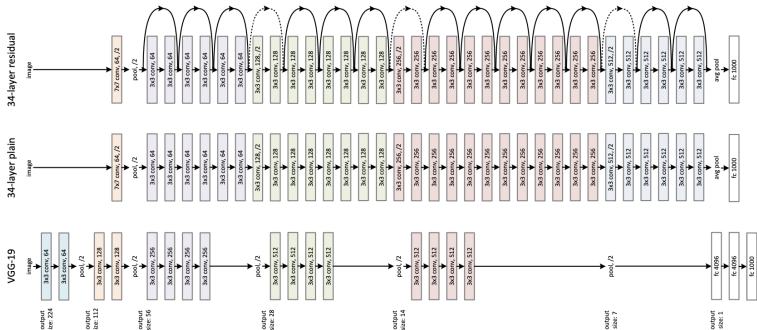 34-layer residual
image
7x7 conv, 64, /2
pool, /2
3x3 conv, 64
3x3 conv, 64
3x3 conv, 64
3x3 conv, 64
3x3 conv, 64
3x3 conv, 64
3x3 conv, 128, /2
3x3 conv, 128
3x3 conv, 128
3x3 conv, 128
3x3 conv, 128
3x3 conv, 128
3x3 conv, 128
3x3 conv, 128
3x3 conv, 256, /2
3x3 conv, 256
3x3 conv, 256
3x3 conv, 256
3x3 conv, 256
3x3 conv, 256
3x3 conv, 256
3x3 conv, 256
3x3 conv, 256
3x3 conv, 256
3x3 conv, 256
3x3 conv, 256
3x3 conv, 512, /2
3x3 conv, 512
3x3 conv, 512
3x3 conv, 512
3x3 conv, 512
3x3 conv, 512
avg pool
fc 1000
34-layer plain
image
7x7 conv, 64, /2
pool, /2
3x3 conv, 64
3x3 conv, 64
3x3 conv, 64
3x3 conv, 64
3x3 conv, 64
3x3 conv, 64
3x3 conv, 128, /2
3x3 conv, 128
3x3 conv, 128
3x3 conv, 128
3x3 conv, 128
3x3 conv, 128
3x3 conv, 128
3x3 conv, 128
3x3 conv, 256, /2
3x3 conv, 256
3x3 conv, 256
3x3 conv, 256
3x3 conv, 256
3x3 conv, 256
3x3 conv, 256
3x3 conv, 256
3x3 conv, 256
3x3 conv, 256
3x3 conv, 256
3x3 conv, 256
3x3 conv, 512, /2
3x3 conv, 512
3x3 conv, 512
3x3 conv, 512
3x3 conv, 512
3x3 conv, 512
avg pool
fc 1000
VGG-19
image
3x3 conv, 64
3x3 conv, 64
pool, /2
3x3 conv, 128
3x3 conv, 128
pool, /2
3x3 conv, 256
3x3 conv, 256
3x3 conv, 256
3x3 conv, 256
pool, /2
3x3 conv, 512
3x3 conv, 512
3x3 conv, 512
3x3 conv, 512
pool, /2
3x3 conv, 512
3x3 conv, 512
3x3 conv, 512
3x3 conv, 512
pool, /2
fc 4096
fc 4096
fc 1000
output
ize: 224
output
ize: 112
output
size: 56
output
size: 28
output
size: 14
output
size: 7
output
size: 1